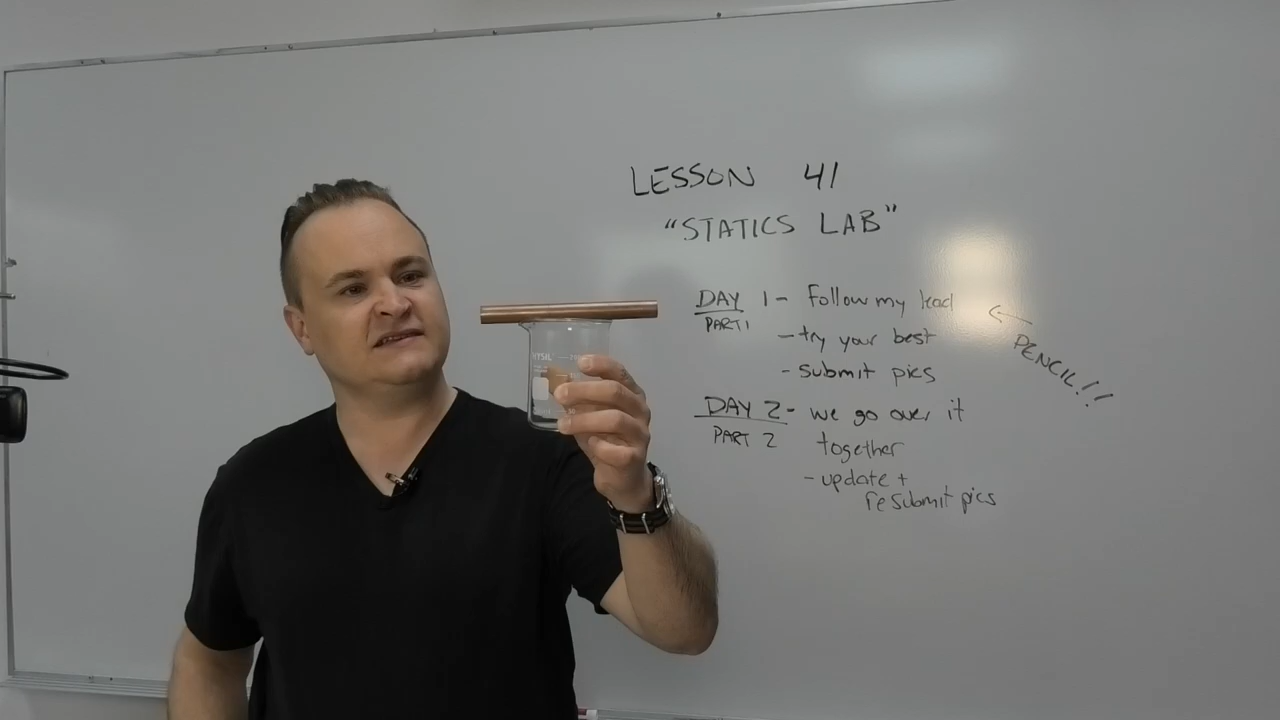 LESSON 41
"STATICS LAB"
DAY 1 - Follow my lead
PART 1
- try your best
- submit pics
PENCIL!!
DAY 2 - we go over it
PART 2 together
- update +
resubmit pics